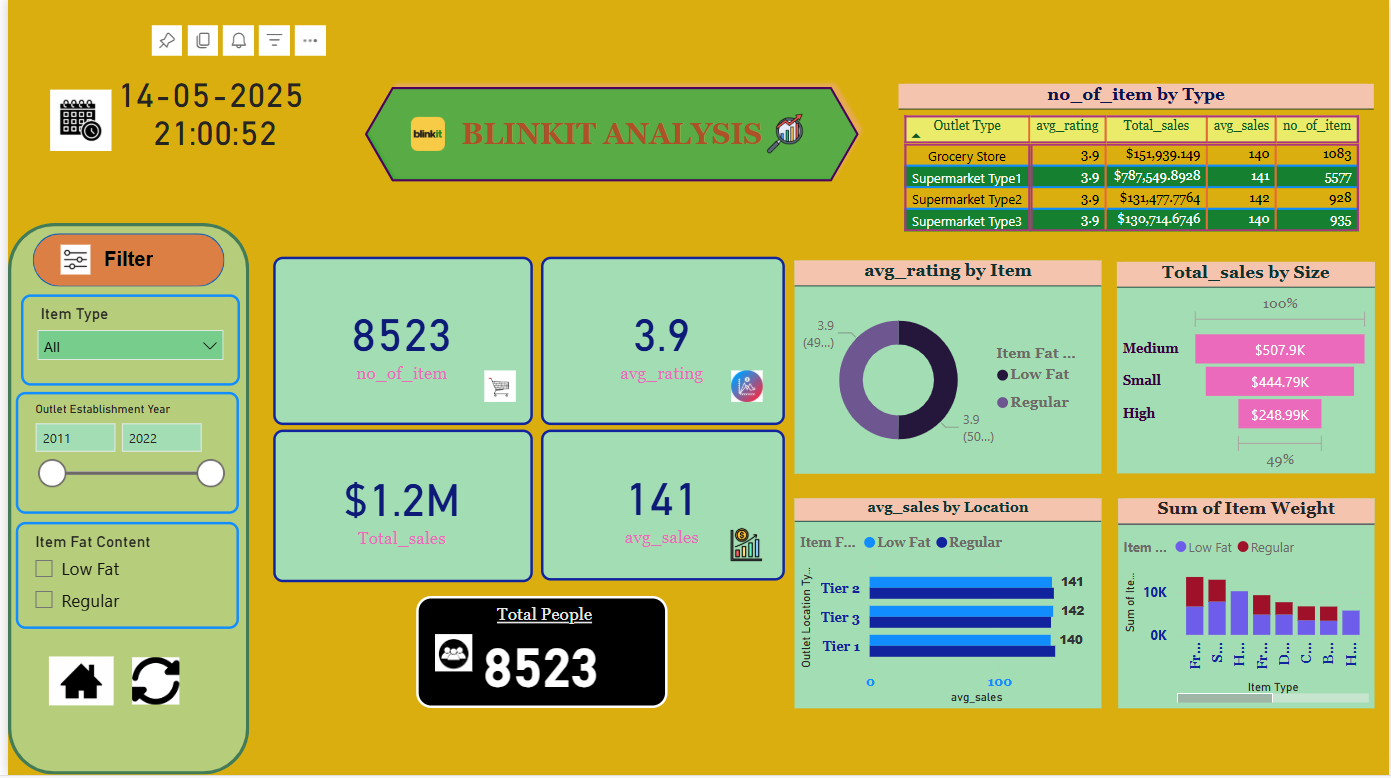 14-05-2025
21:00:52
blinkit
BLINKIT ANALYSIS
no_of_item by Type
Outlet Type avg_rating Total_sales avg_sales no_of_item
Grocery Store 3.9 $151,939.149 140 1083
Supermarket Type1 3.9 $787,549.8928 141 5577
Supermarket Type2 3.9 $131,477.7764 142 928
Supermarket Type3 3.9 $130,714.6746 140 935
Filter
Item Type
All
Outlet Establishment Year
2011 2022
Item Fat Content
Low Fat
Regular
8523
no_of_item
3.9
avg_rating
$1.2M
Total_sales
141
avg_sales
Total People
8523
avg_rating by Item
3.9
(49...)
3.9
(50...)
Item Fat ...
Low Fat
Regular
Total_sales by Size
100%
Medium $507.9K
Small $444.79K
High $248.99K
49%
avg_sales by Location
Item F... Low Fat Regular
Outlet Location Ty...
Tier 2 141
Tier 3 142
Tier 1 140
0 100
avg_sales
Sum of Item Weight
Item ... Low Fat Regular
Sum of Ite...
10K
0K
Fr... S... H... Fr... D... C... B... H...
Item Type